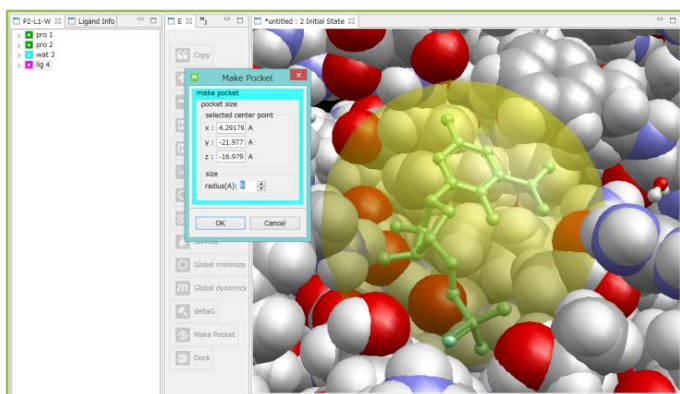 P2-L1-W
Ligand Info
E
*untitled : 2 Initial State
pro 1
pro 2
wat 3
lig 4
Copy
Make Pocket
make pocket
pocket size
selected center point
x : 4.29179 A
y : -21.977 A
z : -16.979 A
size
radius(A):
OK
Cancel
Global minimize
Global dynamics
deltaG
Make Pocket
Dock